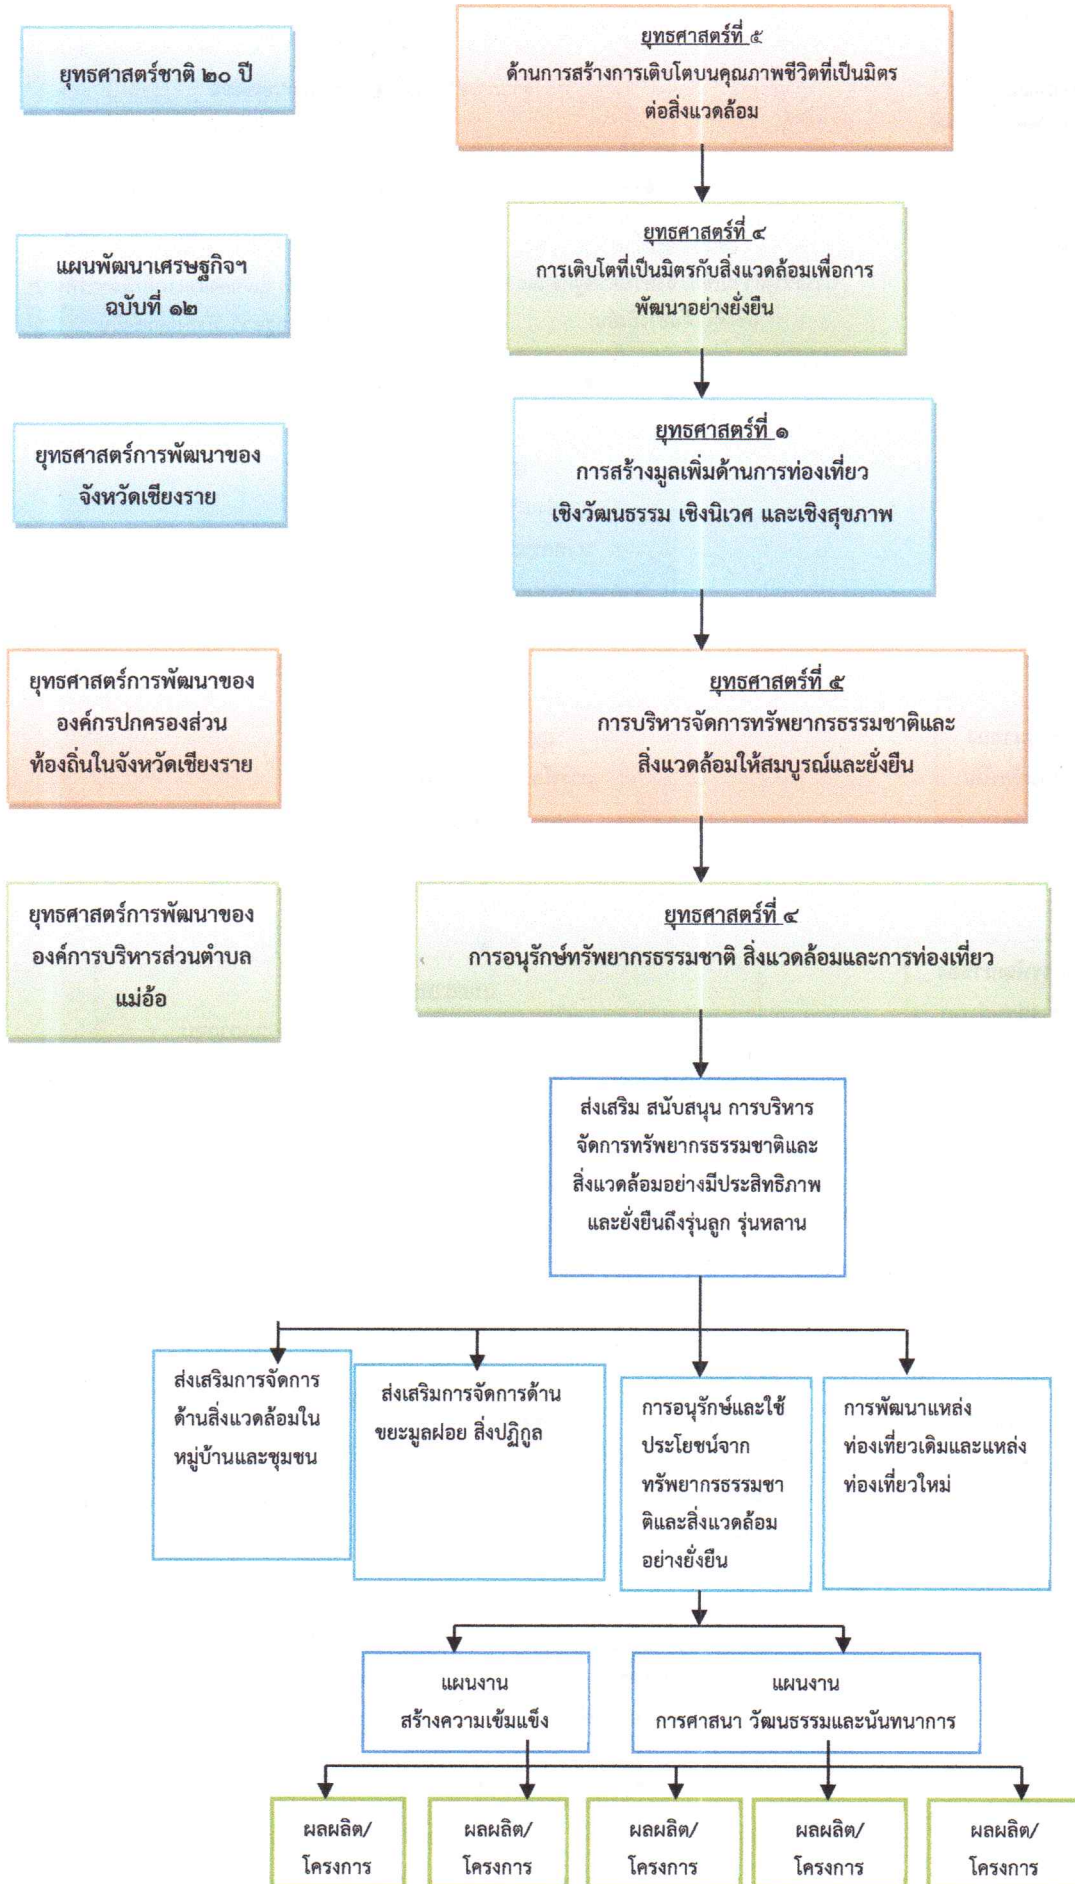 ยุทธศาสตร์ชาติ ๒๐ ปี
ยุทธศาสตร์ที่ ๕
ด้านการสร้างการเติบโตบนคุณภาพชีวิตที่เป็นมิตร
ต่อสิ่งแวดล้อม
แผนพัฒนาเศรษฐกิจฯ
ฉบับที่ ๑๒
ยุทธศาสตร์ที่ ๔
การเติบโตที่เป็นมิตรกับสิ่งแวดล้อมเพื่อการ
พัฒนาอย่างยั่งยืน
ยุทธศาสตร์การพัฒนาของ
จังหวัดเชียงราย
ยุทธศาสตร์ที่ ๑
การสร้างมูลเพิ่มด้านการท่องเที่ยว
เชิงวัฒนธรรม เชิงนิเวศ และเชิงสุขภาพ
ยุทธศาสตร์การพัฒนาของ
องค์กรปกครองส่วน
ท้องถิ่นในจังหวัดเชียงราย
ยุทธศาสตร์ที่ ๕
การบริหารจัดการทรัพยากรธรรมชาติและ
สิ่งแวดล้อมให้สมบูรณ์และยั่งยืน
ยุทธศาสตร์การพัฒนาของ
องค์การบริหารส่วนตำบล
แม่อ้อ
ยุทธศาสตร์ที่ ๔
การอนุรักษ์ทรัพยากรธรรมชาติ สิ่งแวดล้อมและการท่องเที่ยว
ส่งเสริม สนับสนุน การบริหาร
จัดการทรัพยากรธรรมชาติและ
สิ่งแวดล้อมอย่างมีประสิทธิภาพ
และยั่งยืนถึงรุ่นลูก รุ่นหลาน
ส่งเสริมการจัดการ
ด้านสิ่งแวดล้อมใน
หมู่บ้านและชุมชน
ส่งเสริมการจัดการด้าน
ขยะมูลฝอย สิ่งปฏิกูล
การอนุรักษ์และใช้
ประโยชน์จาก
ทรัพยากรธรรมชา
ติและสิ่งแวดล้อม
อย่างยั่งยืน
การพัฒนาแหล่ง
ท่องเที่ยวเดิมและแหล่ง
ท่องเที่ยวใหม่
แผนงาน
สร้างความเข้มแข็ง
แผนงาน
การศาสนา วัฒนธรรมและนันทนาการ
ผลผลิต/
โครงการ
ผลผลิต/
โครงการ
ผลผลิต/
โครงการ
ผลผลิต/
โครงการ
ผลผลิต/
โครงการ